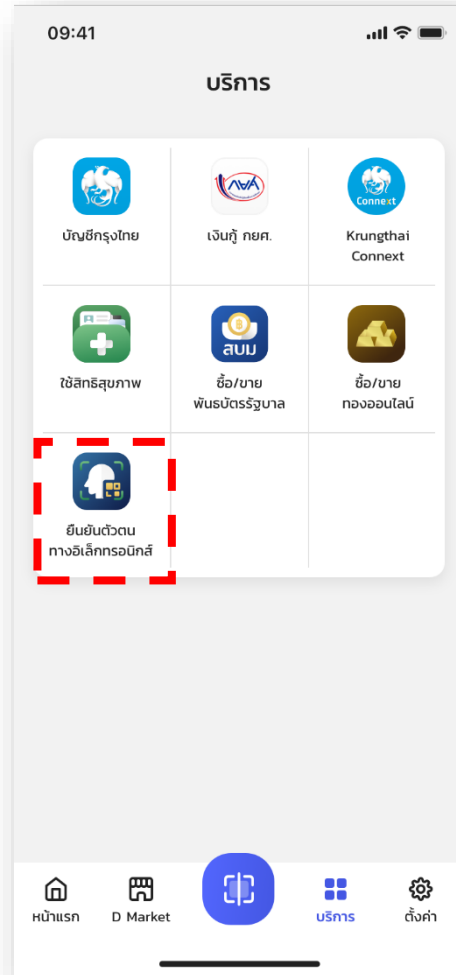 09:41
บริการ
บัญชีกรุงไทย
เงินกู้ กยศ.
Connext
Krungthai
Connext
ใช้สิทธิสุขภาพ
สบม
ซื้อ/ขาย
พันธบัตรรัฐบาล
ซื้อ/ขาย
ทองออนไลน์
ยืนยันตัวตน
ทางอิเล็กทรอนิกส์
หน้าแรก
D Market
บริการ
ตั้งค่า